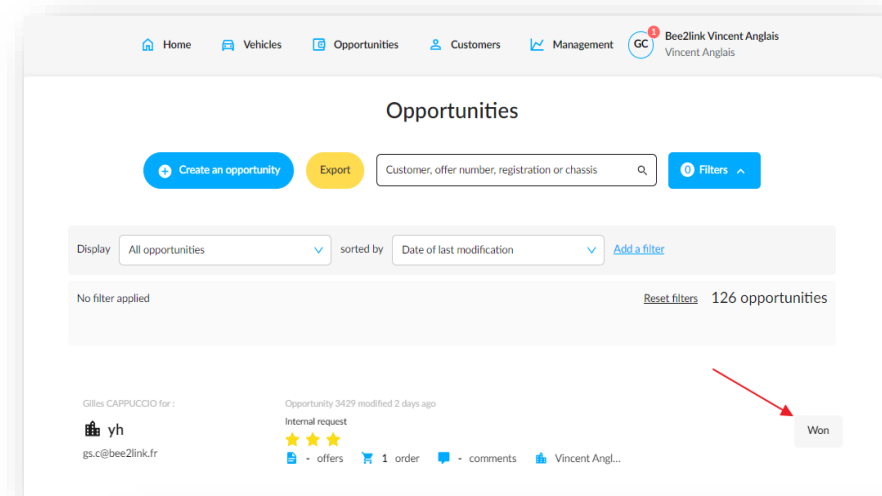 Home Vehicles Opportunities Customers Management GC 1 Bee2link Vincent Anglais
Vincent Anglais
Opportunities
Create an opportunity Export Customer, offer number, registration or chassis 0 Filters
Display All opportunities sorted by Date of last modification Add a filter
No filter applied Reset filters 126 opportunities
Gilles CAPPUCCIO for :
yh
gs.c@bee2link.fr
Opportunity 3429 modified 2 days ago
Internal request
- offers 1 order - comments Vincent Angl...
Won